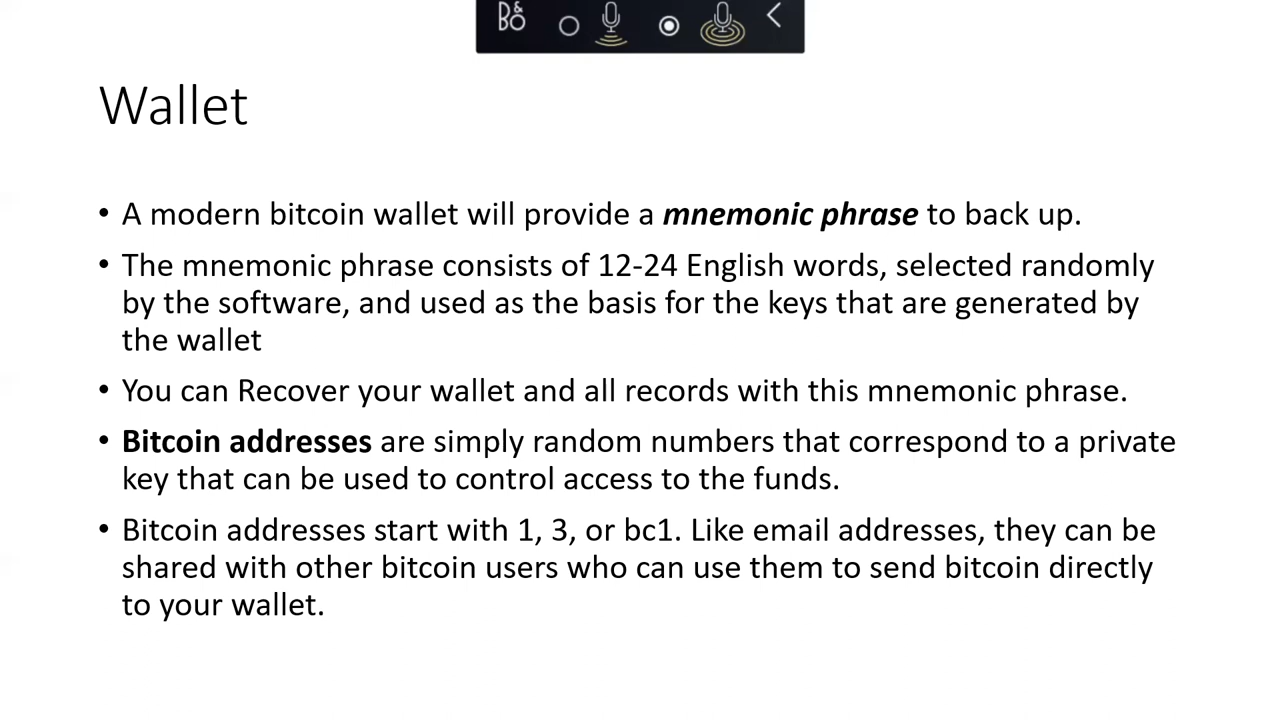 B&O
Wallet
• A modern bitcoin wallet will provide a mnemonic phrase to back up.
• The mnemonic phrase consists of 12-24 English words, selected randomly
by the software, and used as the basis for the keys that are generated by
the wallet
• You can Recover your wallet and all records with this mnemonic phrase.
• Bitcoin addresses are simply random numbers that correspond to a private
key that can be used to control access to the funds.
• Bitcoin addresses start with 1, 3, or bc1. Like email addresses, they can be
shared with other bitcoin users who can use them to send bitcoin directly
to your wallet.